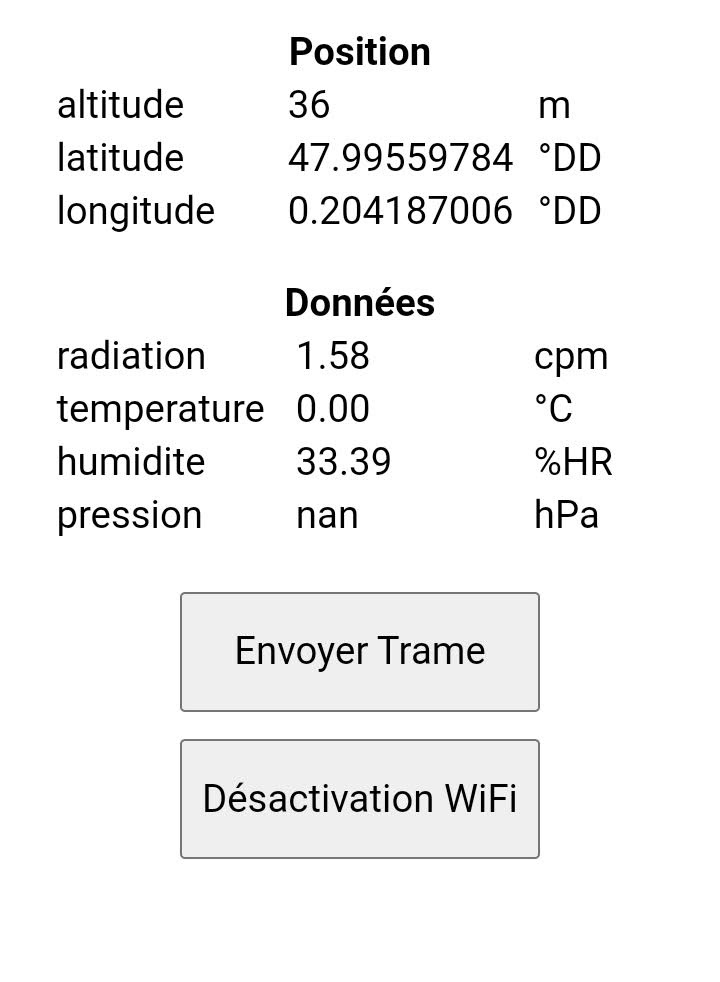 Position
altitude 36 m
latitude 47.99559784 °DD
longitude 0.204187006 °DD
Données
radiation 1.58 cpm
temperature 0.00 °C
humidite 33.39 %HR
pression nan hPa
Envoyer Trame
Désactivation WiFi